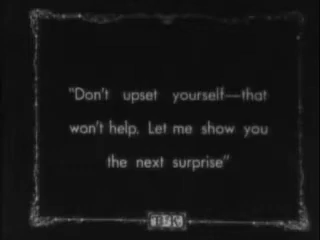 "Don't upset yourself—that
won't help. Let me show you
the next surprise"